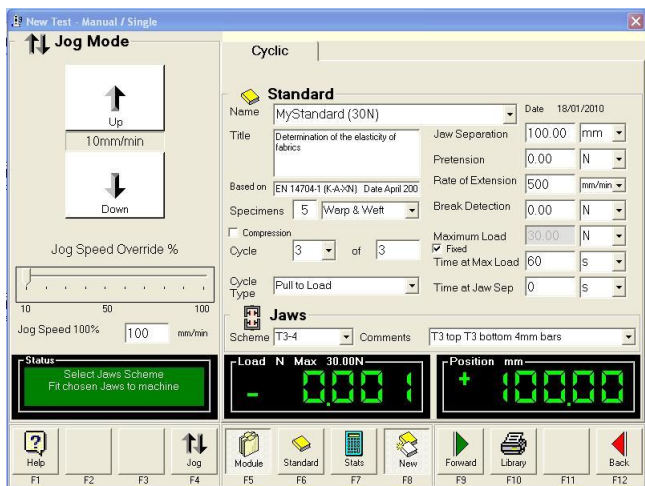 New Test - Manual / Single
Jog Mode
Up
10mm/min
Down
Jog Speed Override %
10 50 100
Jog Speed 100% 100 mm/min
Status
Select Jaws Scheme
Fit chosen Jaws to machine
Cyclic
Standard
Name MyStandard (30N) Date 18/01/2010
Title Determination of the elasticity of
fabrics
Based on EN 14704-1 (K-A-XN) Date April 200
Specimens 5 Warp & Weft
Compression
Cycle 3 of 3
Cycle
Type Pull to Load
Jaw Separation 100.00 mm
Pretension 0.00 N
Rate of Extension 500 mm/min
Break Detection 0.00 N
Maximum Load 30.00 N
Fixed
Time at Max Load 60 s
Time at Jaw Sep 0 s
Jaws
Scheme T3-4 Comments T3 top T3 bottom 4mm bars
Load N Max 30.00N
- 0.001
Position mm
+ 100.00
Help Jog Module Standard Stats New Forward Library Back
F1 F2 F3 F4 F5 F6 F7 F8 F9 F10 F11 F12